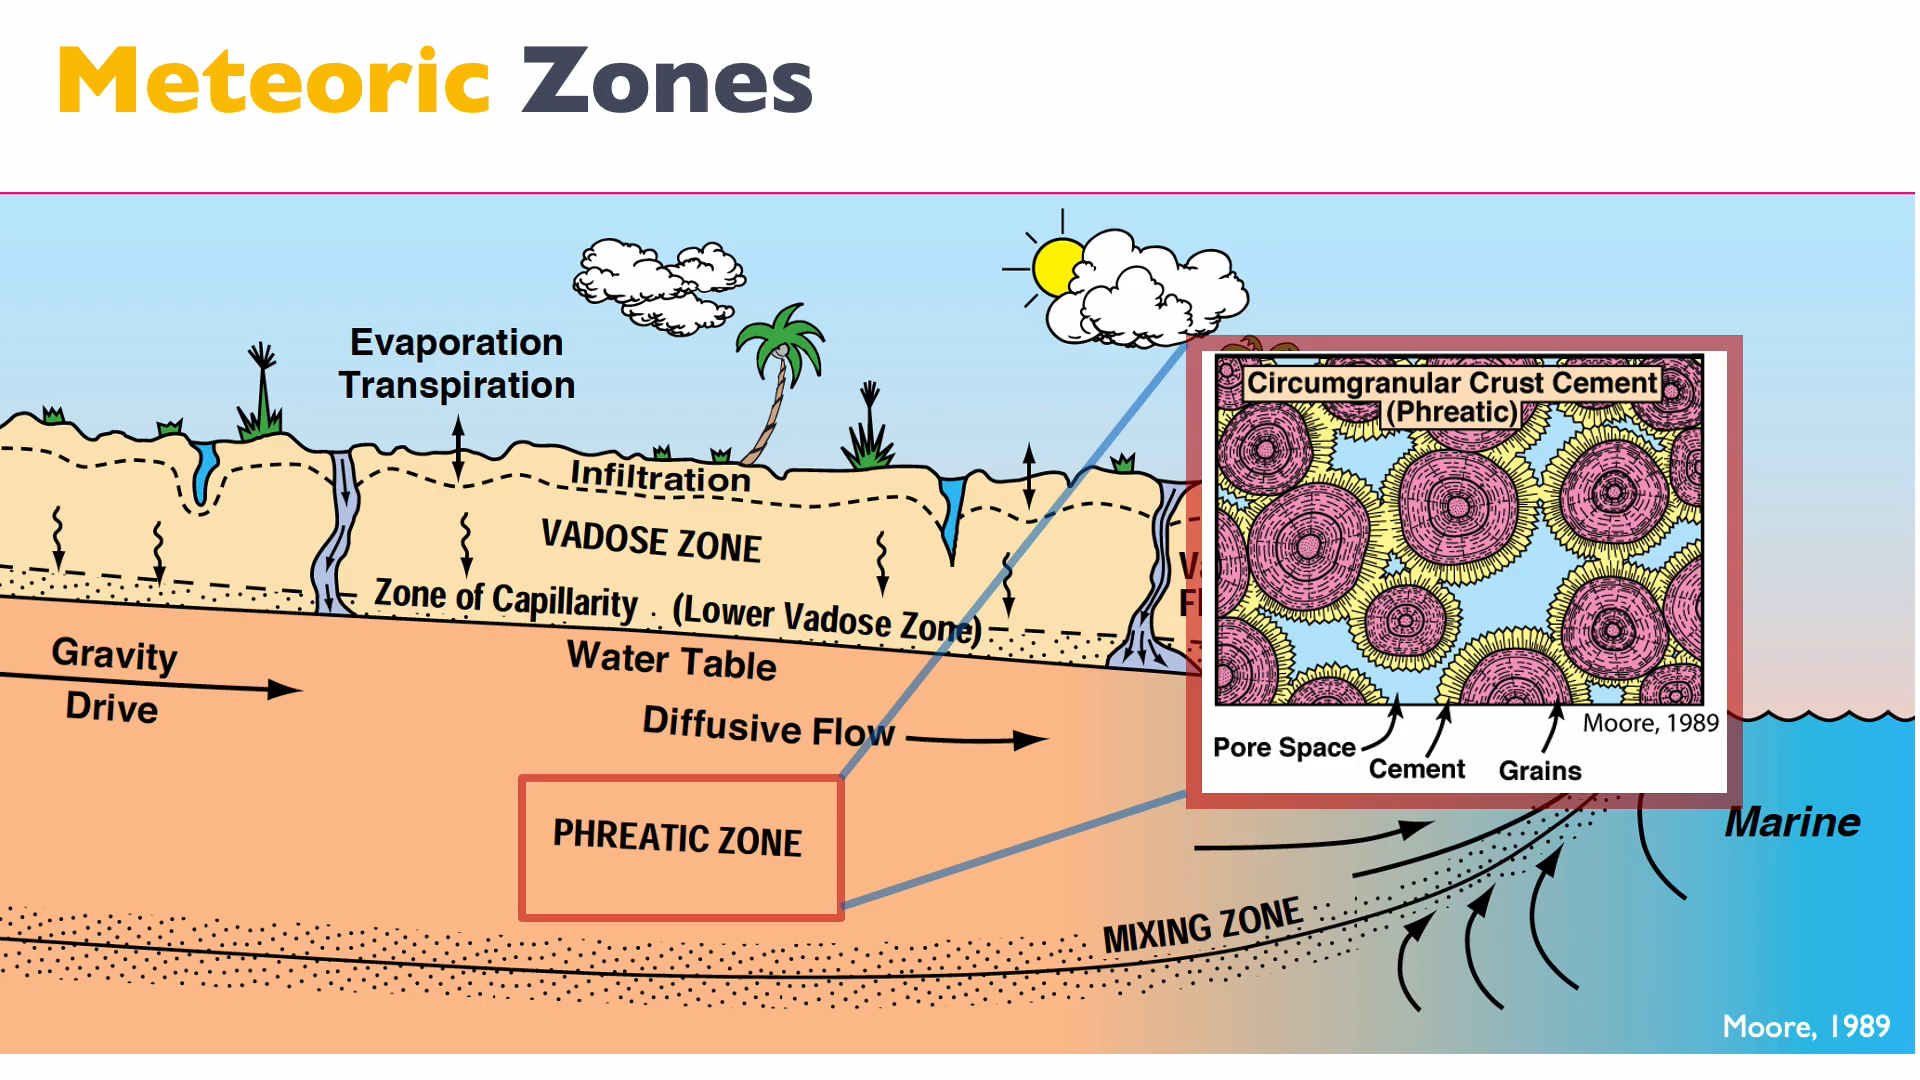 Meteoric Zones
Evaporation
Transpiration
Infiltration
VADOSE ZONE
Zone of Capillarity (Lower Vadose Zone)
Water Table
Gravity
Drive
Diffusive Flow
PHREATIC ZONE
MIXING ZONE
Circumgranular Crust Cement
(Phreatic)
Moore, 1989
Pore Space
Cement
Grains
Marine
Moore, 1989